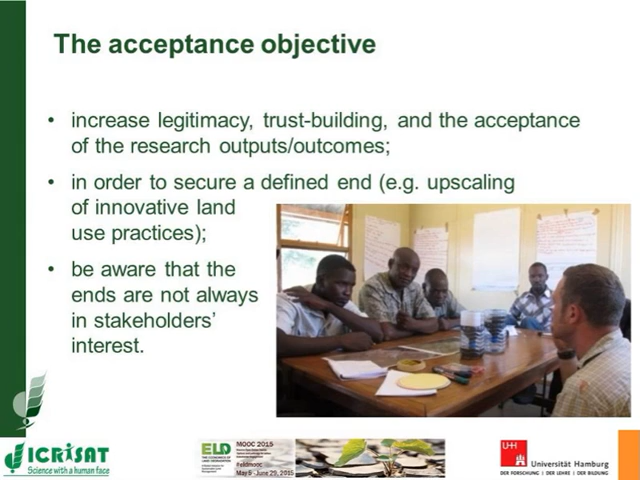 The acceptance objective
• increase legitimacy, trust-building, and the acceptance
of the research outputs/outcomes;
• in order to secure a defined end (e.g. upscaling
of innovative land
use practices);
• be aware that the
ends are not always
in stakeholders’
interest.
ICRISAT
Science with a human face
ELD
MOOC 2015
Feldmooc
May 5 - June 29, 2015
UHH
Universität Hamburg
DER FORSCHUNG | DER LEHRE | DER BILDUNG